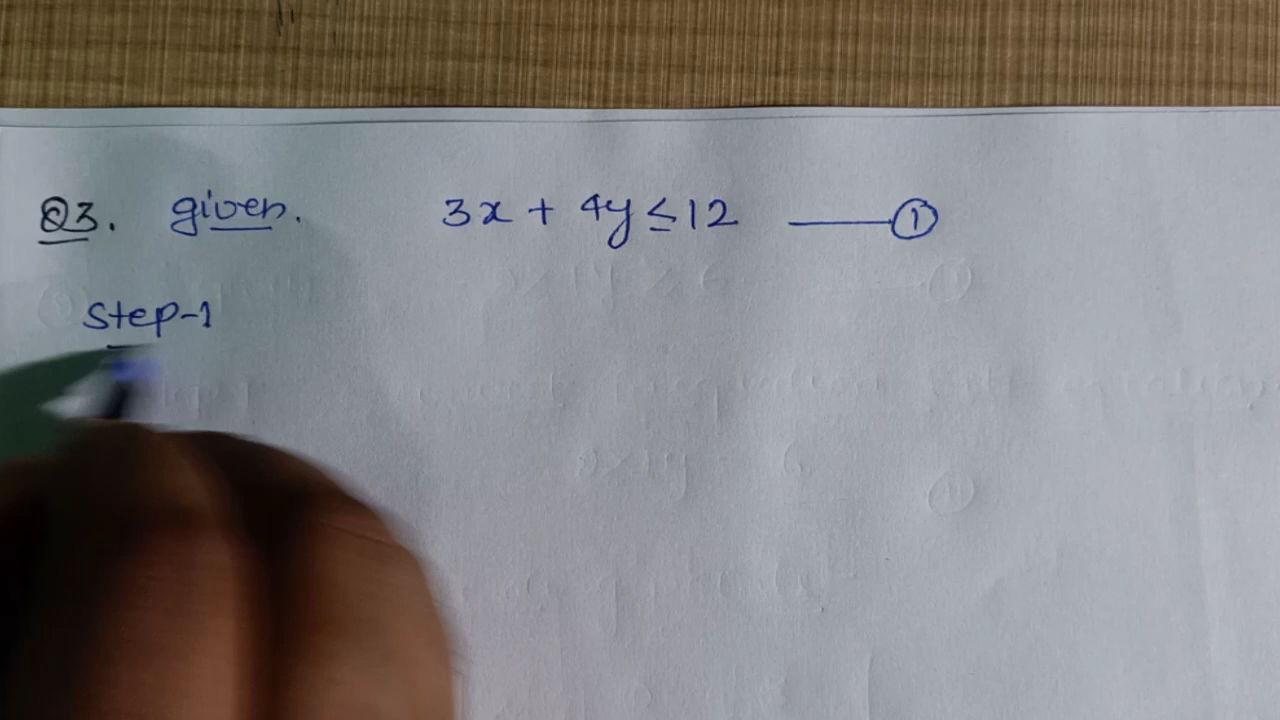 Q3. given. 3x + 4y ≤ 12 ——— ①
Step-1